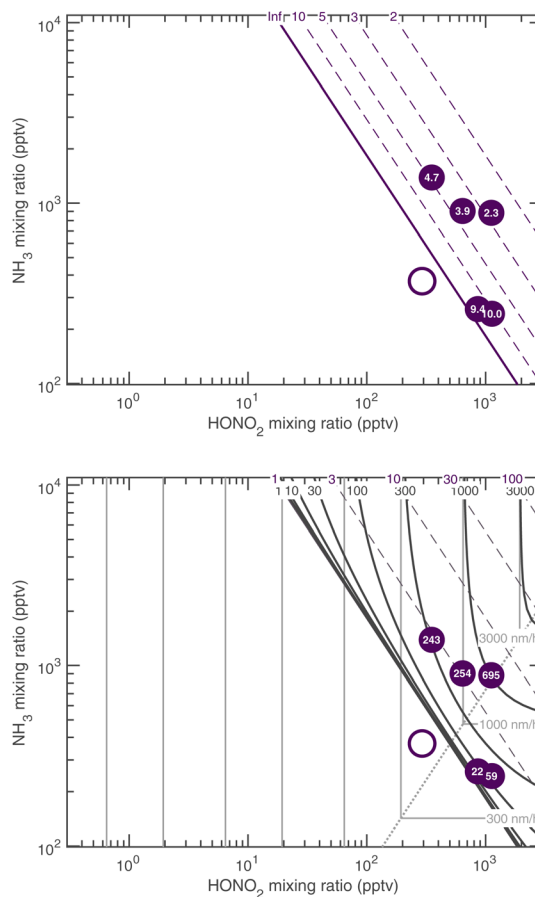 Inf 10 5 3 2
10⁴
4.7
3.9 2.3
10³
9.4 10.0
10²
10⁰ 10¹ 10² 10³
NH₃ mixing ratio (pptv)
HONO₂ mixing ratio (pptv)
1 3 10 30 100
1 10 30 100 300 1000 3000
10⁴
3000 nm/h
243
254 695
10³
1000 nm/h
22 59
300 nm/h
10²
10⁰ 10¹ 10² 10³
NH₃ mixing ratio (pptv)
HONO₂ mixing ratio (pptv)